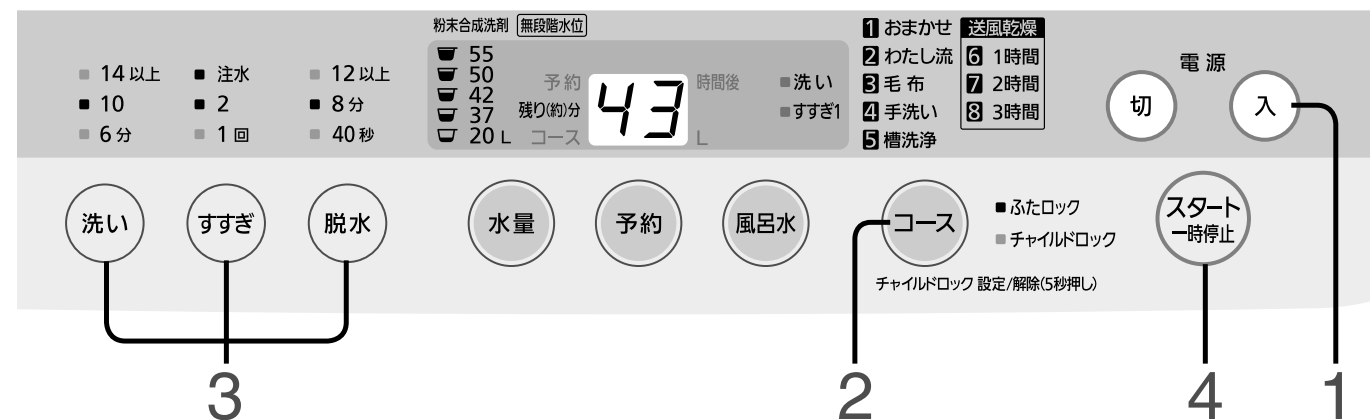 粉末合成洗剤 無段階水位
14以上 注水 12以上
10 2 8分
6分 1回 40秒
55
50
42
37
20 L
予約 時間後
残り(約)分 43
コース L
洗い
すすぎ1
1 おまかせ
2 わたし流
3 毛布
4 手洗い
5 槽洗浄
送風乾燥
6 1時間
7 2時間
8 3時間
電源
切 入
洗い すすぎ 脱水 水量 予約 風呂水 コース
ふたロック
チャイルドロック
スタート
一時停止
チャイルドロック 設定/解除(5秒押し)
3 2 4 1